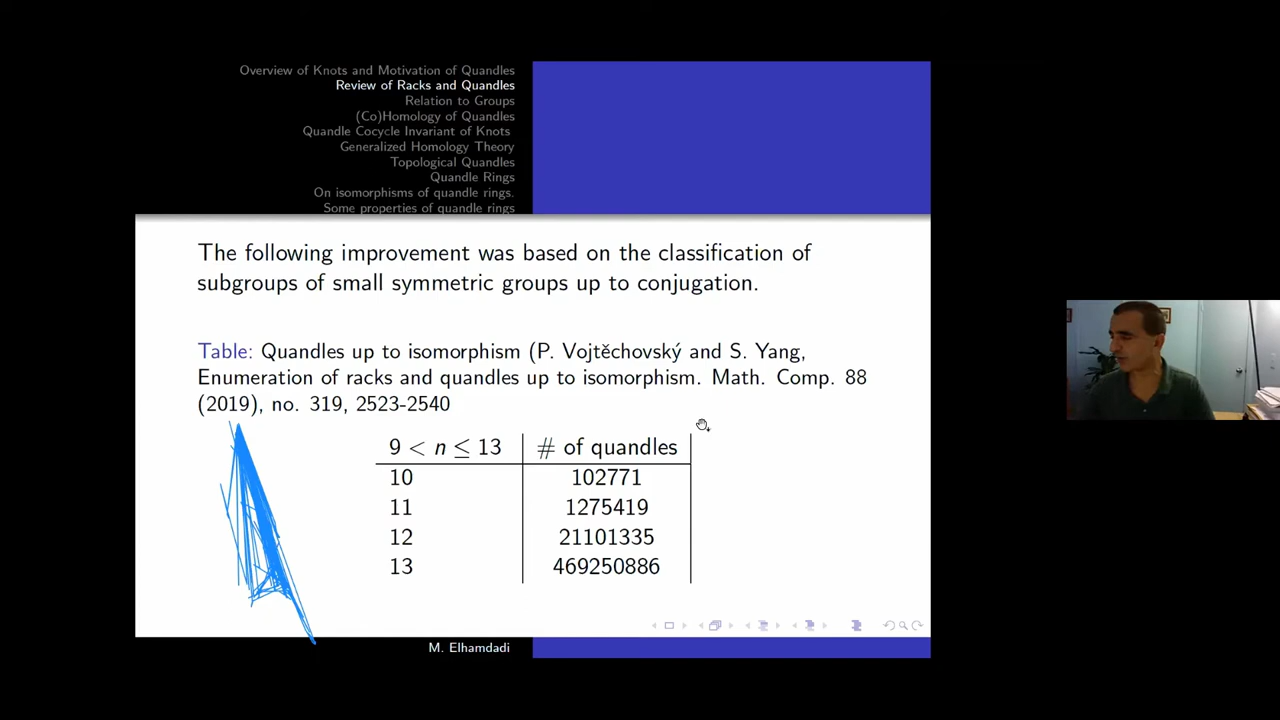 Overview of Knots and Motivation of Quandles
Review of Racks and Quandles
Relation to Groups
(Co)Homology of Quandles
Quandle Cocycle Invariant of Knots
Generalized Homology Theory
Topological Quandles
Quandle Rings
On isomorphisms of quandle rings.
Some properties of quandle rings
The following improvement was based on the classification of
subgroups of small symmetric groups up to conjugation.
Table: Quandles up to isomorphism (P. Vojtěchovský and S. Yang,
Enumeration of racks and quandles up to isomorphism. Math. Comp. 88
(2019), no. 319, 2523-2540
9 < n ≤ 13 # of quandles
10 102771
11 1275419
12 21101335
13 469250886
M. Elhamdadi